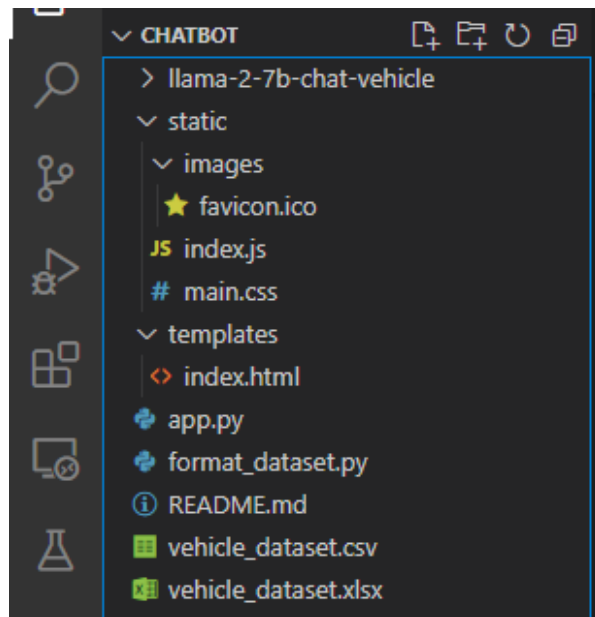 CHATBOT
llama-2-7b-chat-vehicle
static
images
favicon.ico
JS index.js
# main.css
templates
<> index.html
app.py
format_dataset.py
README.md
vehicle_dataset.csv
vehicle_dataset.xlsx